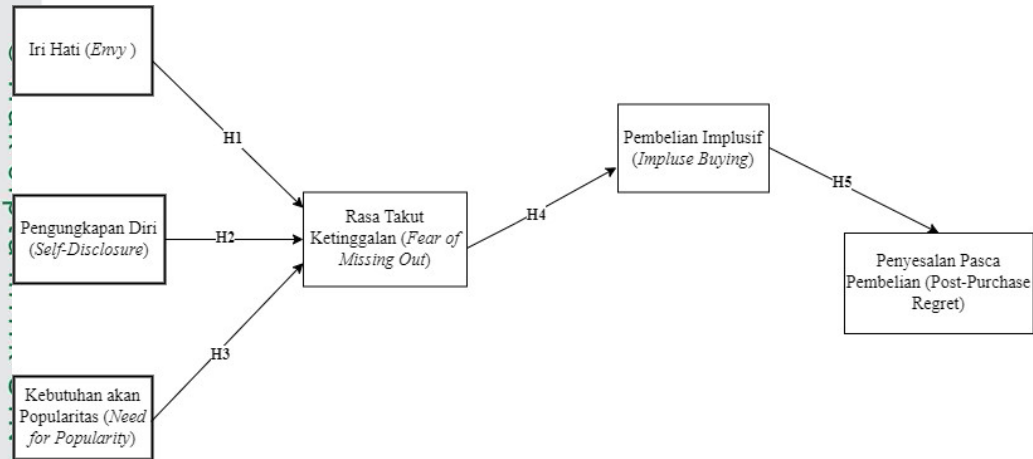 Iri Hati (Envy )
H1
Pengungkapan Diri
(Self-Disclosure)
H2
Kebutuhan akan
Popularitas (Need
for Popularity)
H3
Rasa Takut
Ketinggalan (Fear of
Missing Out)
H4
Pembelian Implusif
(Impluse Buying)
H5
Penyesalan Pasca
Pembelian (Post-Purchase
Regret)